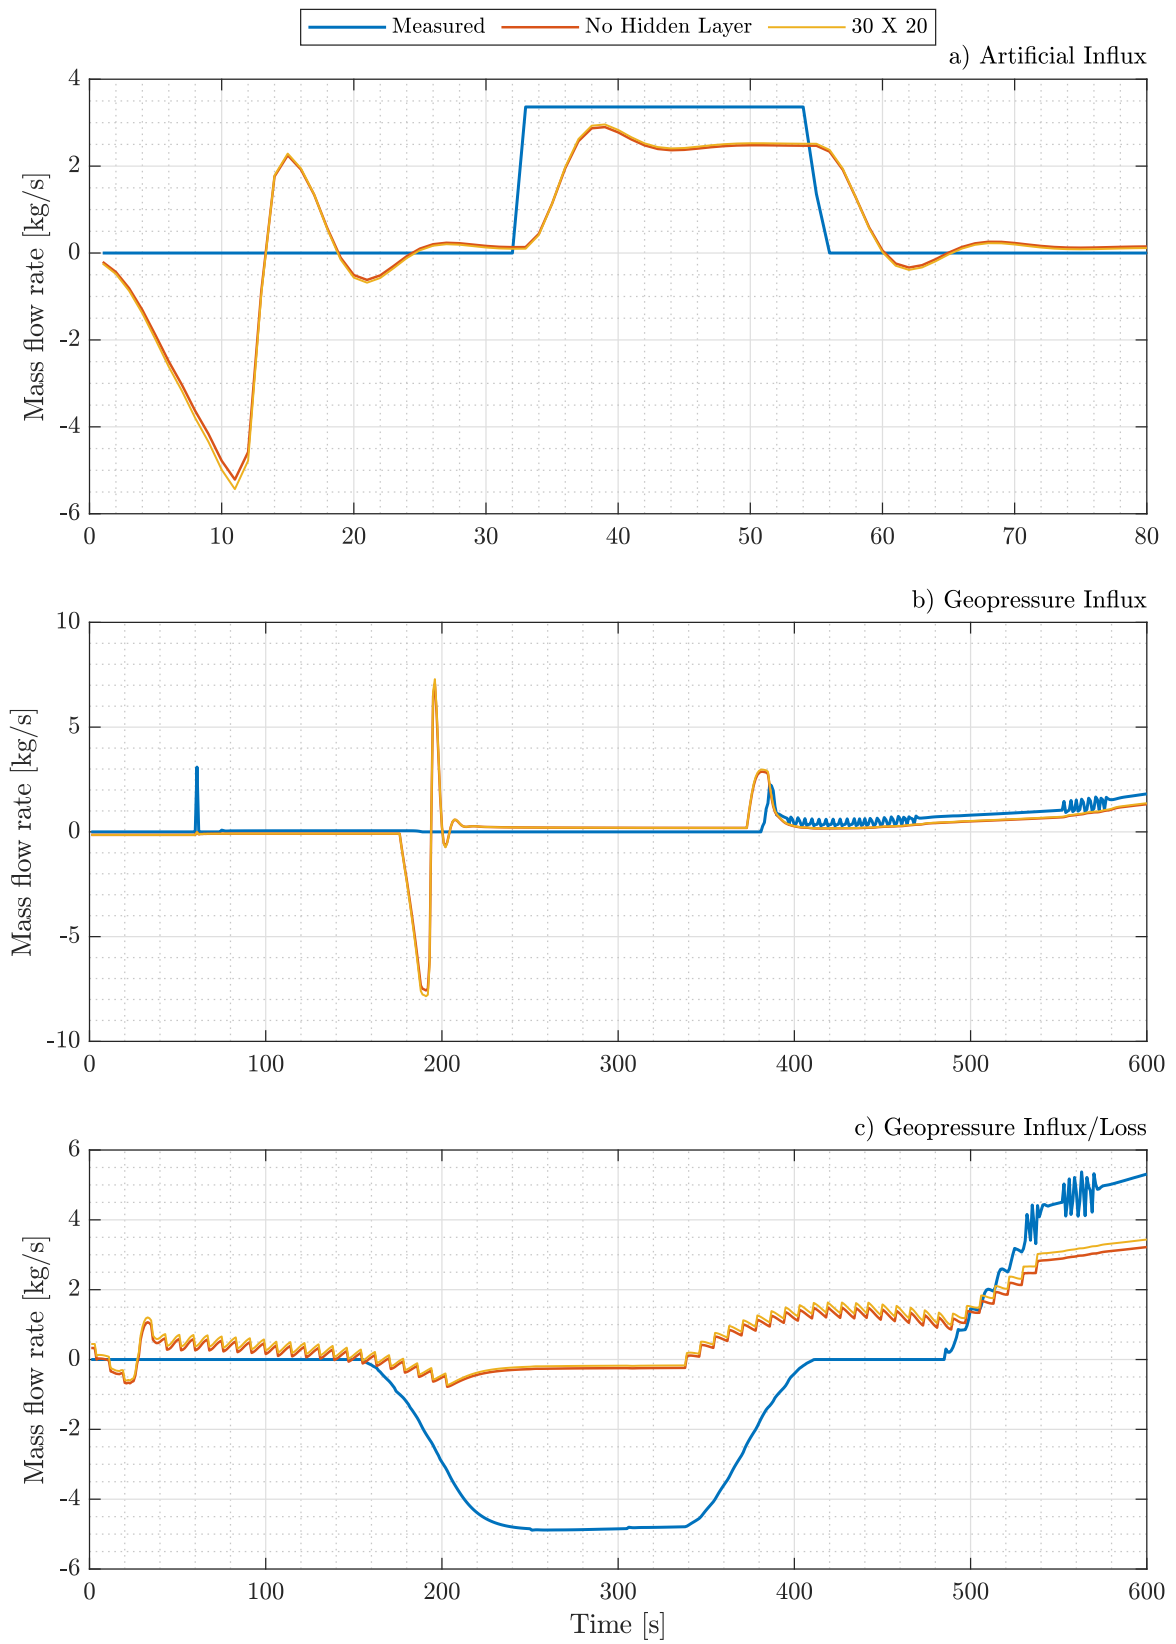 Measured No Hidden Layer 30 X 20
a) Artificial Influx
Mass flow rate [kg/s]
4
2
0
-2
-4
-6
0 10 20 30 40 50 60 70 80
b) Geopressure Influx
Mass flow rate [kg/s]
10
5
0
-5
-10
0 100 200 300 400 500 600
c) Geopressure Influx/Loss
Mass flow rate [kg/s]
6
4
2
0
-2
-4
-6
0 100 200 300 400 500 600
Time [s]